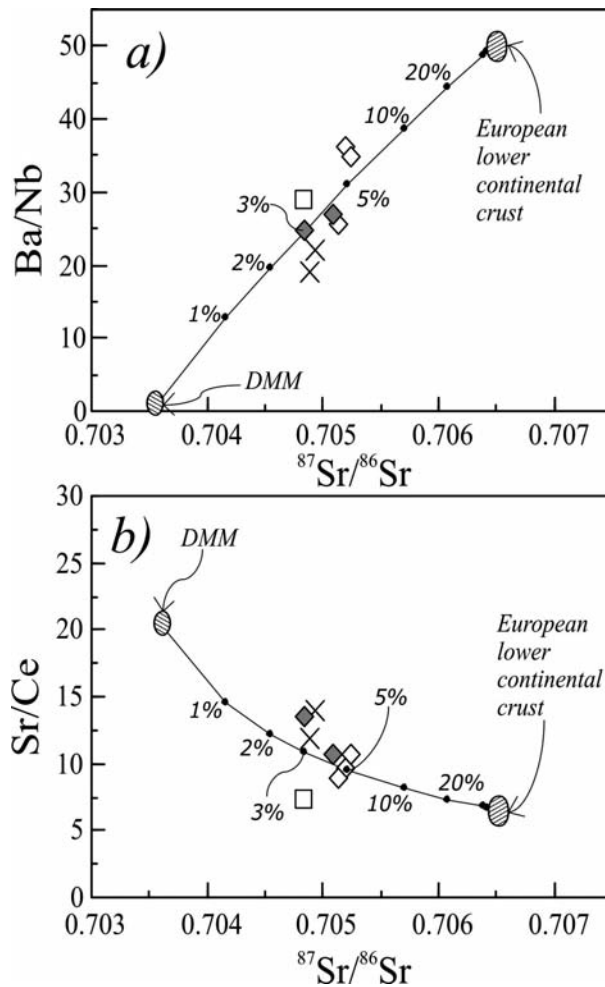 a)
50
40
30
20
10
0
Ba/Nb
20%
10%
5%
3%
2%
1%
European
lower
continental
crust
DMM
0.703 0.704 0.705 0.706 0.707
⁸⁷Sr/⁸⁶Sr
b)
30
25
20
15
10
5
0
Sr/Ce
DMM
European
lower
continental
crust
1%
2%
3%
5%
10%
20%
0.703 0.704 0.705 0.706 0.707
⁸⁷Sr/⁸⁶Sr